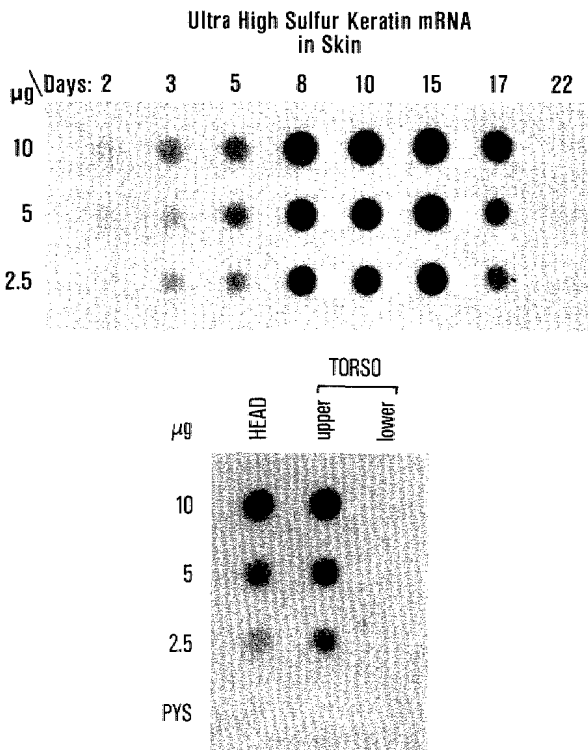 Ultra High Sulfur Keratin mRNA
in Skin
µg\Days: 2 3 5 8 10 15 17 22
10
5
2.5
TORSO
µg HEAD upper lower
10
5
2.5
PYS